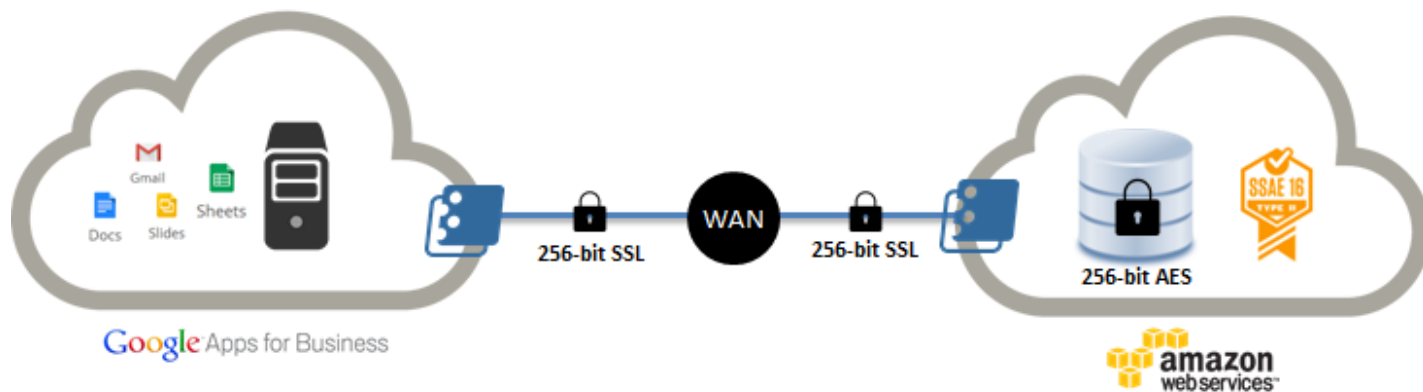 Gmail
Sheets
Docs
Slides
256-bit SSL
WAN
256-bit SSL
SSAE 16
TYPE II
256-bit AES
Google Apps for Business
amazon
web services™